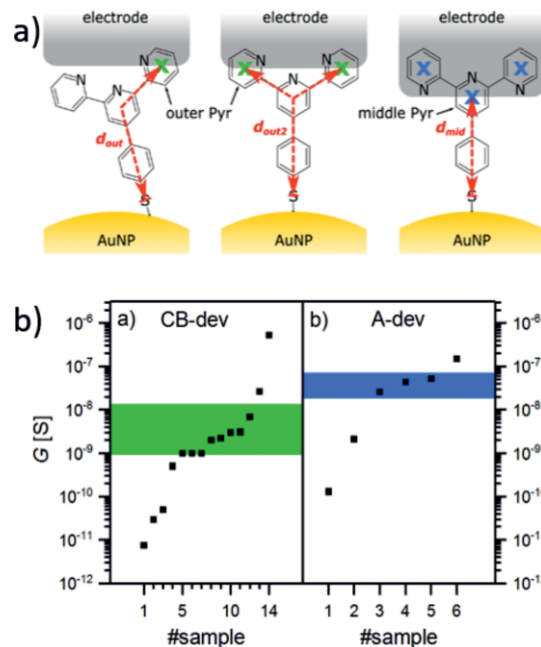 a)
electrode
electrode
electrode
N
N
N
X
outer Pyr
d_out
S
AuNP
X
X
N
N
N
d_out2
S
AuNP
N
N
N
X
X
X
middle Pyr
d_mid
S
AuNP
b)
a) CB-dev
b) A-dev
G [S]
10^-6
10^-7
10^-8
10^-9
10^-10
10^-11
10^-12
10^-6
10^-7
10^-8
10^-9
10^-10
10^-11
1 5 10 14
1 2 3 4 5 6
#sample
#sample